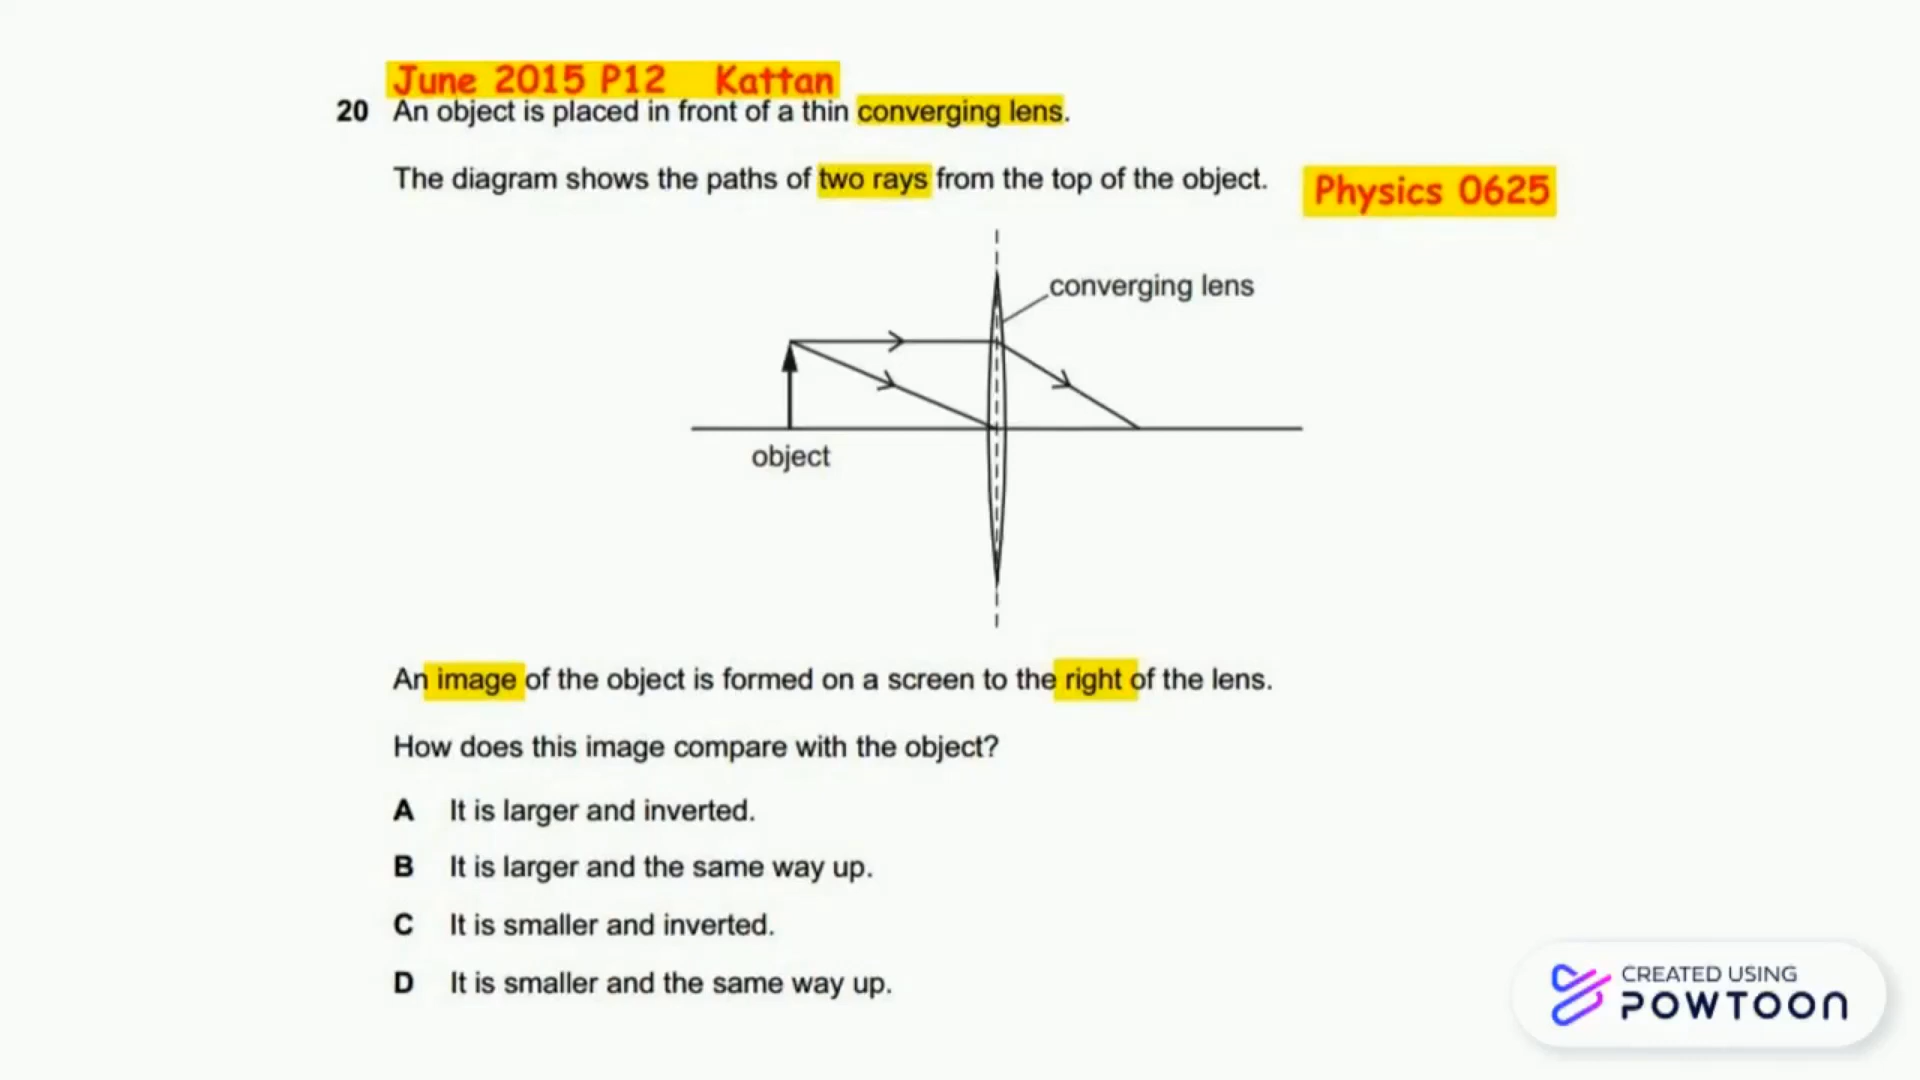 June 2015 P12 Kattan
20 An object is placed in front of a thin converging lens.
The diagram shows the paths of two rays from the top of the object.
Physics 0625
converging lens
object
An image of the object is formed on a screen to the right of the lens.
How does this image compare with the object?
A It is larger and inverted.
B It is larger and the same way up.
C It is smaller and inverted.
D It is smaller and the same way up.
CREATED USING
POWTOON